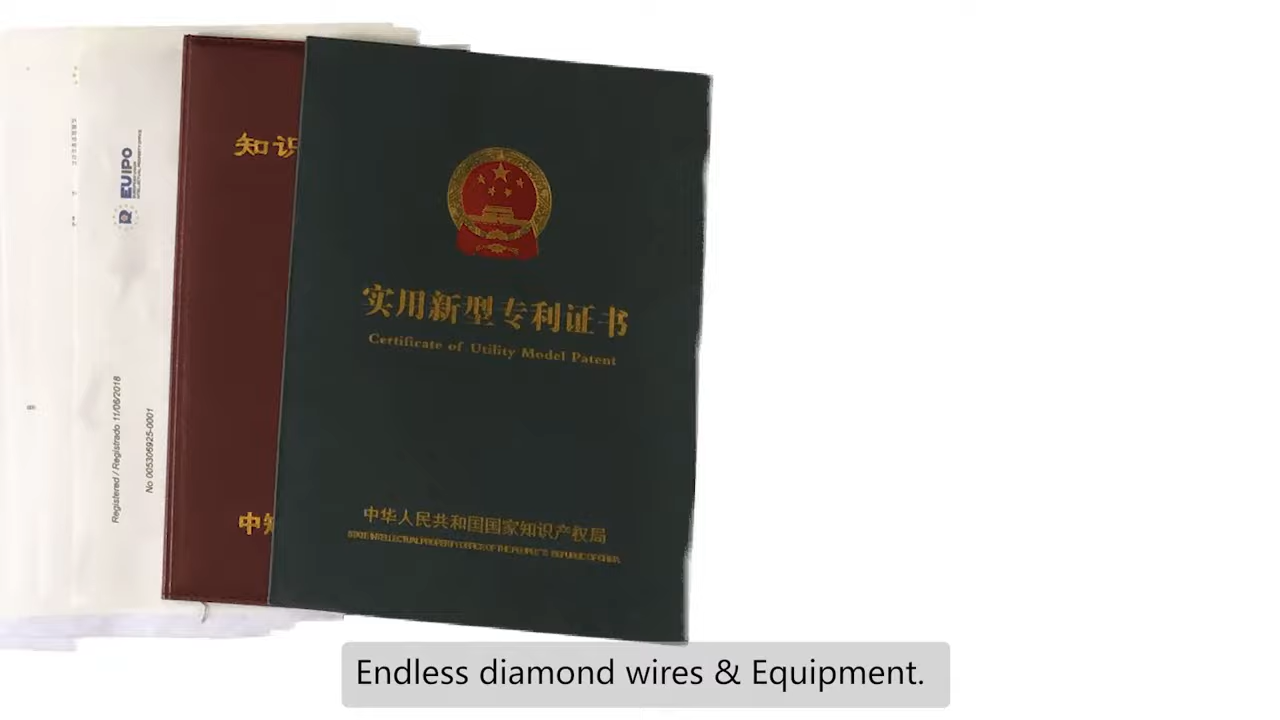 EUIPO
Registered / Registrado 11/06/2018
No 005306925-0001
知识
中知
实用新型专利证书
Certificate of Utility Model Patent
中华人民共和国国家知识产权局
STATE INTELLECTUAL PROPERTY OFFICE OF THE PEOPLE'S REPUBLIC OF CHINA
Endless diamond wires & Equipment.